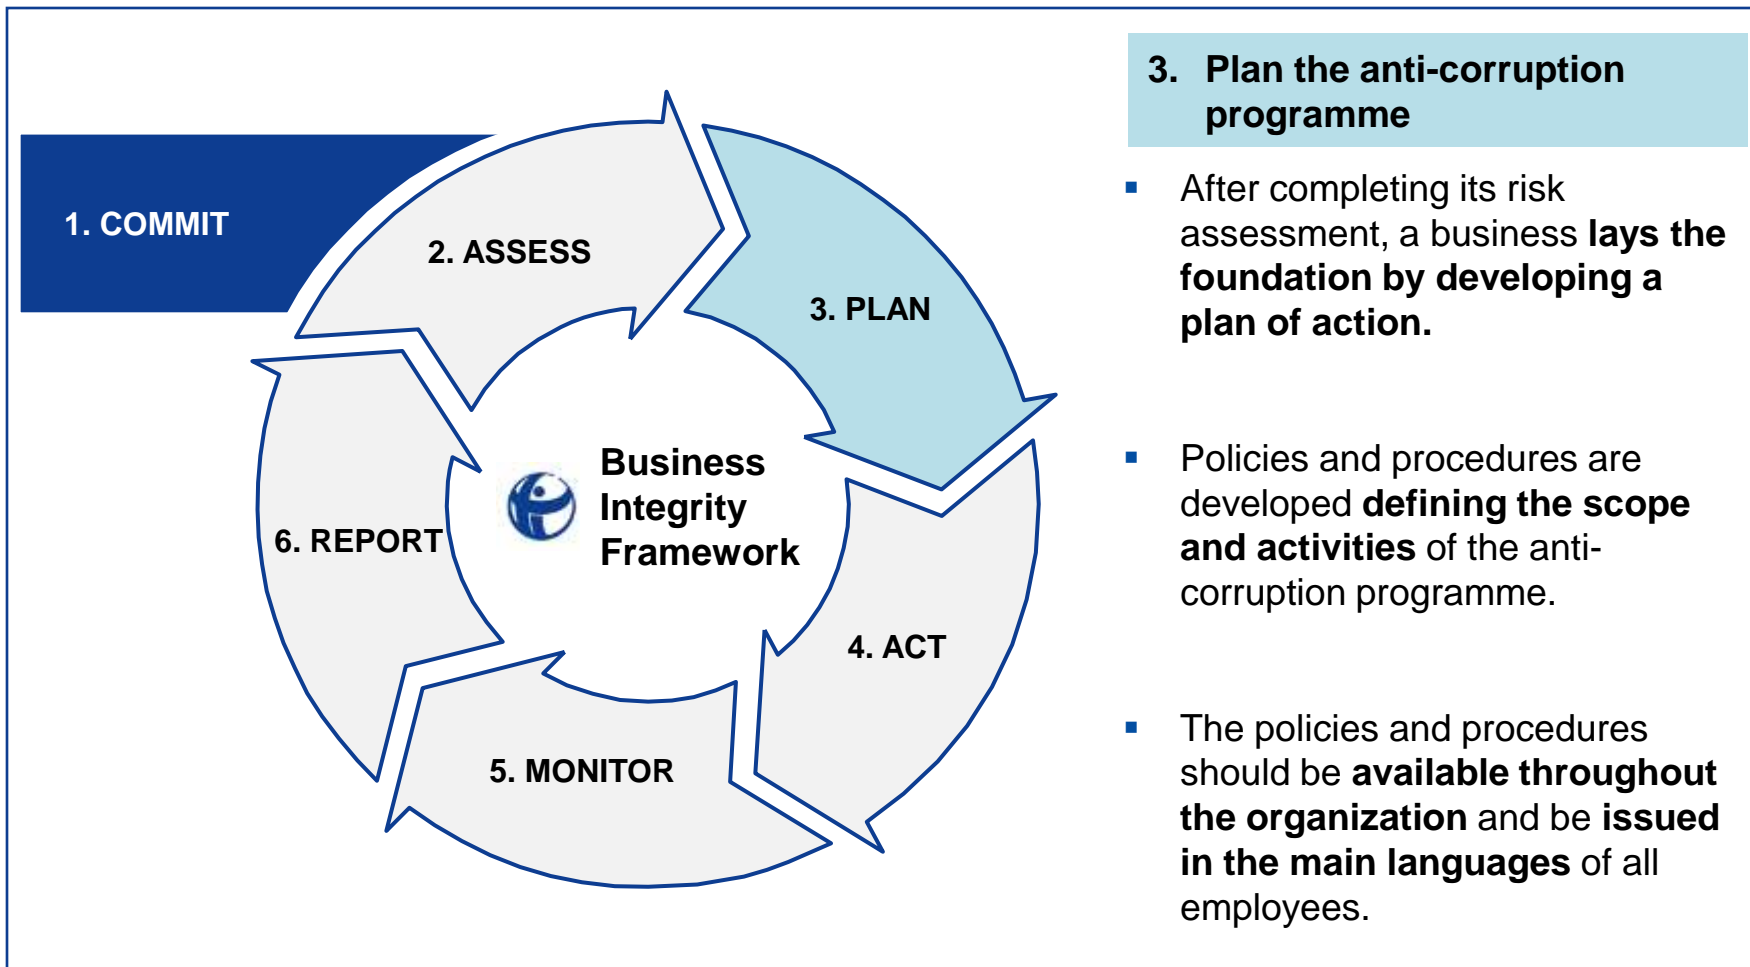 1. COMMIT
2. ASSESS
3. PLAN
4. ACT
5. MONITOR
6. REPORT
Business
Integrity
Framework
3. Plan the anti-corruption
programme
▪ After completing its risk
assessment, a business lays the
foundation by developing a
plan of action.
▪ Policies and procedures are
developed defining the scope
and activities of the anti-
corruption programme.
▪ The policies and procedures
should be available throughout
the organization and be issued
in the main languages of all
employees.